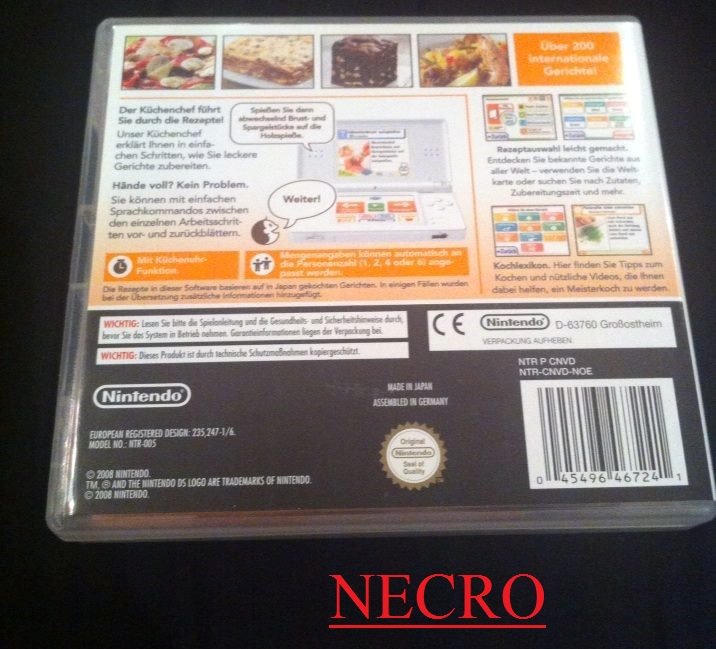 Über 200
internationale
Gerichte!
Der Küchenchef führt
Sie durch die Rezepte!
Unser Küchenchef
erklärt Ihnen in einfa-
chen Schritten, wie Sie leckere
Gerichte zubereiten.
Hände voll? Kein Problem.
Sie können mit einfachen
Sprachkommandos zwischen
den einzelnen Arbeitsschrit-
ten vor- und zurückblättern.
Spießen Sie dann
abwechselnd Brust- und
Spargelstücke auf die
Holzspieße.
Weiter!
Rezeptauswahl leicht gemacht.
Entdecken Sie bekannte Gerichte aus
aller Welt – verwenden Sie die Welt-
karte oder suchen Sie nach Zutaten,
Zubereitungszeit und mehr.
Kochlexikon. Hier finden Sie Tipps zum
Kochen und nützliche Videos, die Ihnen
dabei helfen, ein Meisterkoch zu werden.
Mit Küchenuhr-
Funktion.
Mengenangaben können automatisch an
die Personenzahl (1, 2, 4 oder 6) ange-
passt werden.
Die Rezepte in dieser Software basieren auf in Japan gekochten Gerichten. In einigen Fällen wurden
bei der Übersetzung zusätzliche Informationen hinzugefügt.
WICHTIG: Lesen Sie bitte die Spielanleitung und die Gesundheits- und Sicherheitshinweise durch,
bevor Sie das System in Betrieb nehmen. Garantieinformationen liegen der Verpackung bei.
WICHTIG: Dieses Produkt ist durch technische Schutzmaßnahmen kopiergeschützt.
CE Nintendo® D-63760 Großostheim
VERPACKUNG AUFHEBEN
NTR P CNVD
NTR-CNVD-NOE
Nintendo®
MADE IN JAPAN
ASSEMBLED IN GERMANY
EUROPEAN REGISTERED DESIGN: 235,247-1/6.
MODEL NO.: NTR-005
Original
Nintendo
Seal of
Quality
© 2008 NINTENDO.
TM, ® AND THE NINTENDO DS LOGO ARE TRADEMARKS OF NINTENDO.
© 2008 NINTENDO.
0 45496 46724 1
NECRO